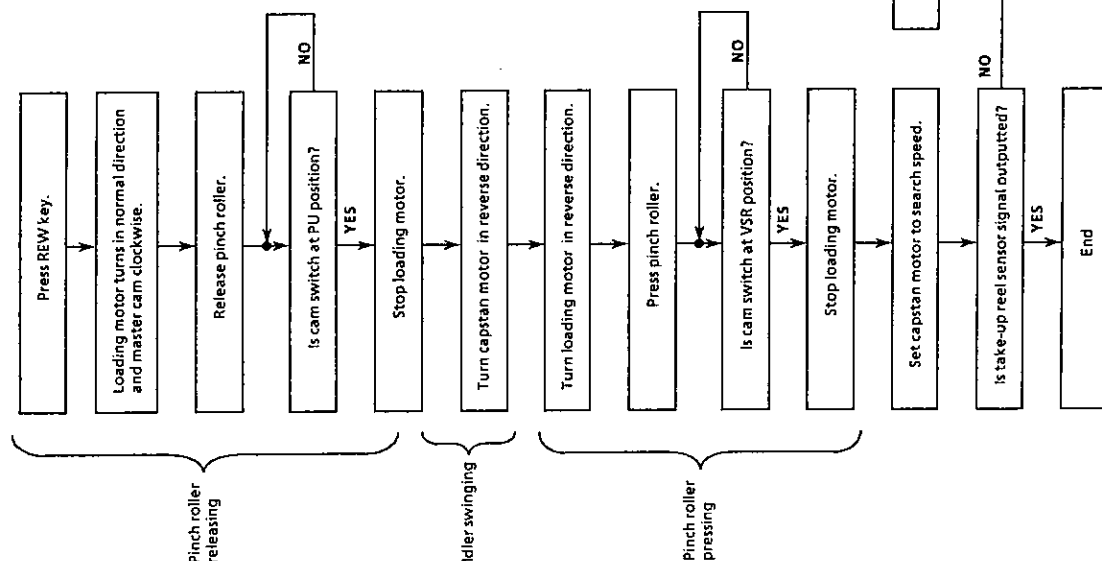 Press REW key.
Loading motor turns in normal direction
and master cam clockwise.
Release pinch roller.
NO
Is cam switch at PU position?
YES
Stop loading motor.
Pinch roller
releasing
Turn capstan motor in reverse direction.
Idler swinging
Turn loading motor in reverse direction.
Press pinch roller.
NO
Is cam switch at VSR position?
YES
Stop loading motor.
Pinch roller
pressing
Set capstan motor to search speed.
NO
Is take-up reel sensor signal outputted?
YES
End